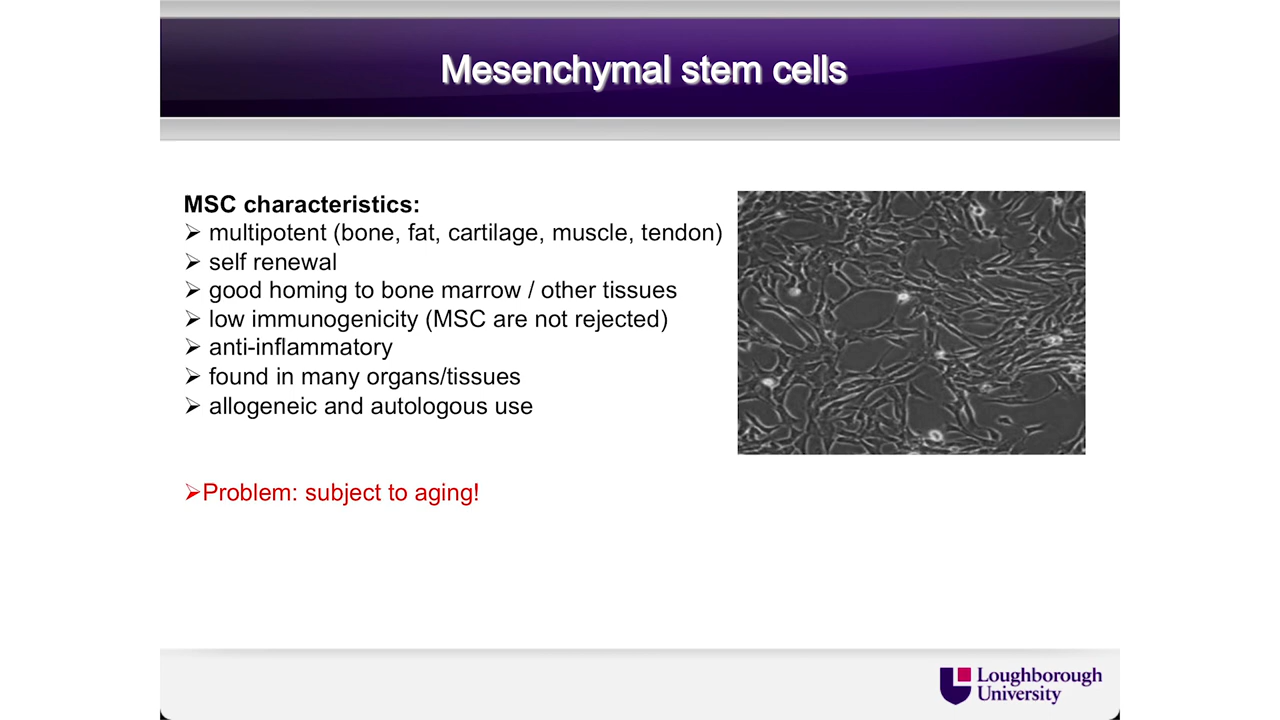 Mesenchymal stem cells
MSC characteristics:
➢ multipotent (bone, fat, cartilage, muscle, tendon)
➢ self renewal
➢ good homing to bone marrow / other tissues
➢ low immunogenicity (MSC are not rejected)
➢ anti-inflammatory
➢ found in many organs/tissues
➢ allogeneic and autologous use
➢Problem: subject to aging!
Loughborough
University